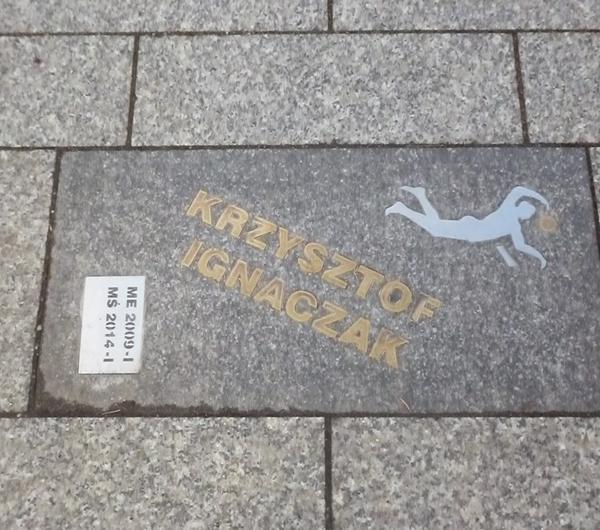 KRZYSZTOF
IGNACZAK
ME 2009-I
MŚ 2014-I